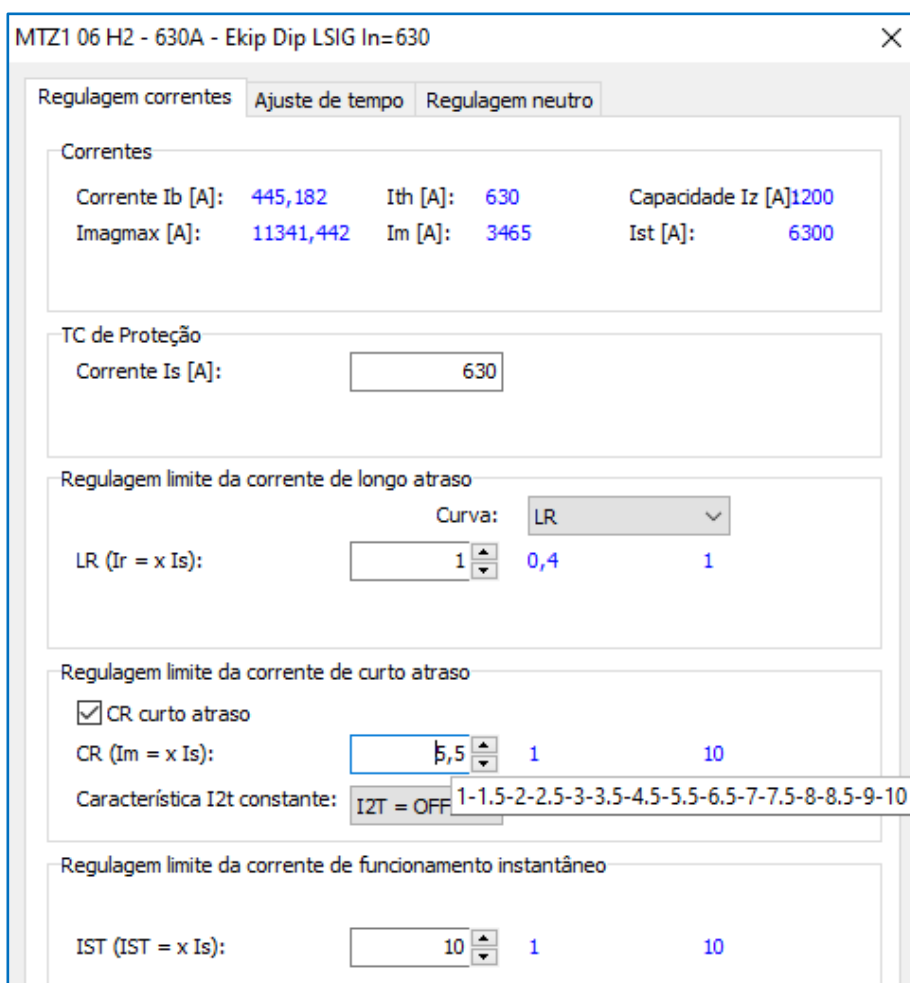 MTZ1 06 H2 - 630A - Ekip Dip LSIG In=630
Regulagem correntes Ajuste de tempo Regulagem neutro
Correntes
Corrente Ib [A]: 445,182 Ith [A]: 630 Capacidade Iz [A] 1200
Imagmax [A]: 11341,442 Im [A]: 3465 Ist [A]: 6300
TC de Proteção
Corrente Is [A]: 630
Regulagem limite da corrente de longo atraso
Curva: LR
LR (Ir = x Is): 1 0,4 1
Regulagem limite da corrente de curto atraso
CR curto atraso
CR (Im = x Is): 5,5 1 10
Característica I2t constante: I2T = OFF 1-1.5-2-2.5-3-3.5-4.5-5.5-6.5-7-7.5-8-8.5-9-10
Regulagem limite da corrente de funcionamento instantâneo
IST (IST = x Is): 10 1 10